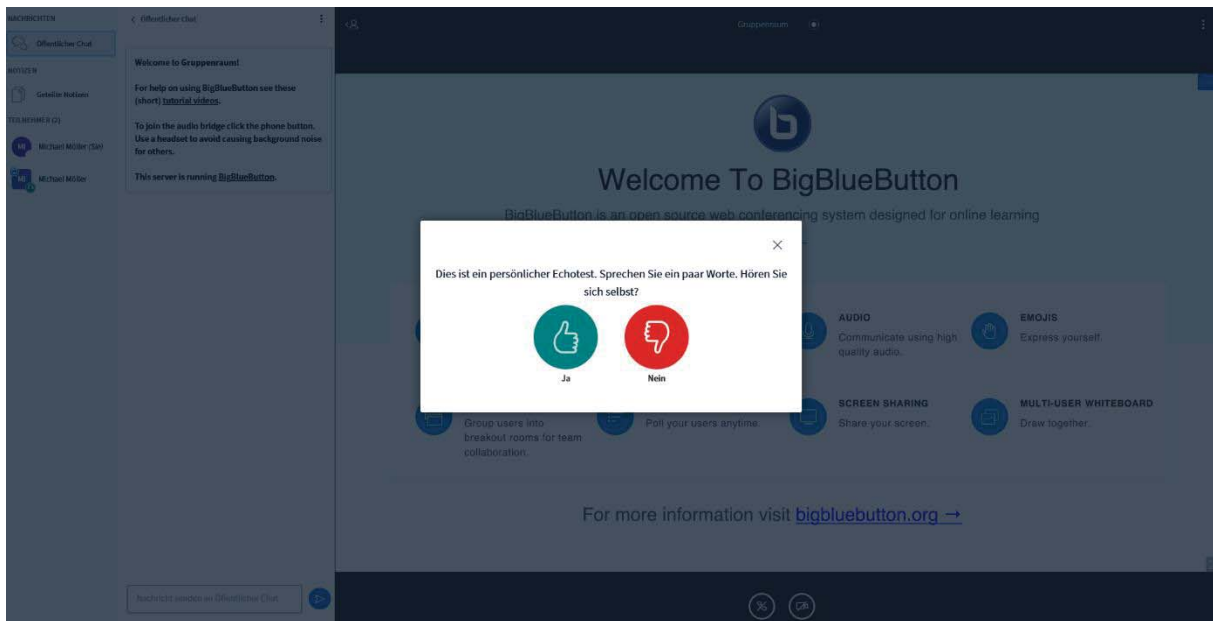 NACHRICHTEN
Öffentlicher Chat
NOTIZEN
Geteilte Notizen
TEILNEHMER (2)
MI
Michael Möller (Sie)
MI
Michael Möller
Öffentlicher Chat
Welcome to Gruppenraum!
For help on using BigBlueButton see these
(short) tutorial videos.
To join the audio bridge click the phone button.
Use a headset to avoid causing background noise
for others.
This server is running BigBlueButton.
Nachricht senden an Öffentlicher Chat
Gruppenraum
b
Welcome To BigBlueButton
BigBlueButton is an open source web conferencing system designed for online learning
Dies ist ein persönlicher Echotest. Sprechen Sie ein paar Worte. Hören Sie
sich selbst?
Ja
Nein
AUDIO
Communicate using high
quality audio.
EMOJIS
Express yourself.
Group users into
breakout rooms for team
collaboration.
Poll your users anytime.
SCREEN SHARING
Share your screen.
MULTI-USER WHITEBOARD
Draw together.
For more information visit bigbluebutton.org →